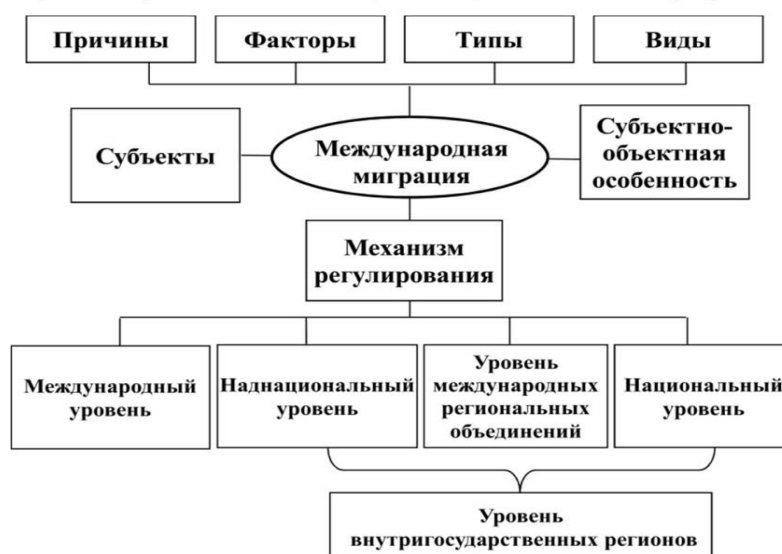 Причины
Факторы
Типы
Виды
Субъекты
Международная
миграция
Субъектно-
объектная
особенность
Механизм
регулирования
Международный
уровень
Наднациональный
уровень
Уровень
международных
региональных
объединений
Национальный
уровень
Уровень
внутригосударственных регионов